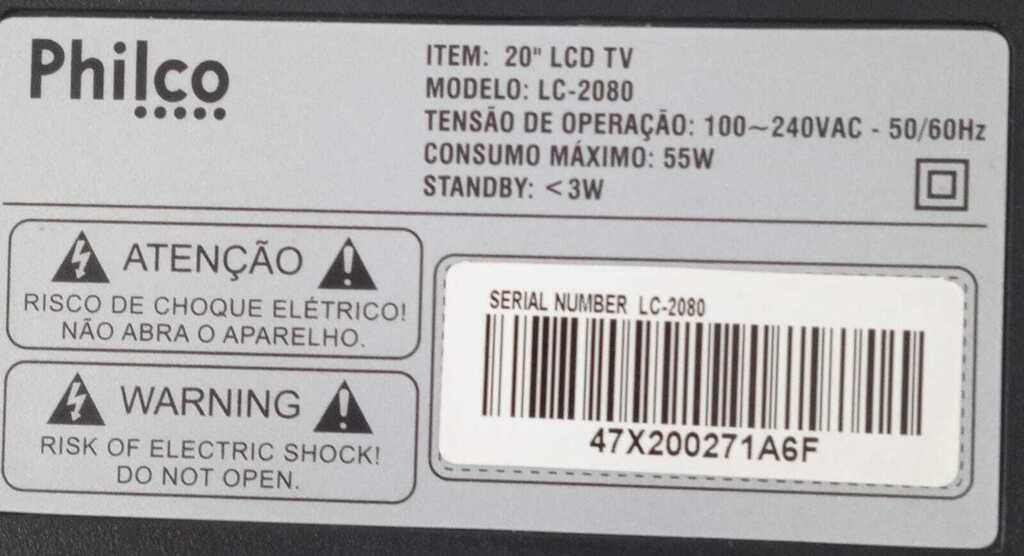 Philco
ITEM: 20" LCD TV
MODELO: LC-2080
TENSÃO DE OPERAÇÃO: 100~240VAC - 50/60Hz
CONSUMO MÁXIMO: 55W
STANDBY: <3W
ATENÇÃO
RISCO DE CHOQUE ELÉTRICO!
NÃO ABRA O APARELHO.
WARNING
RISK OF ELECTRIC SHOCK!
DO NOT OPEN.
SERIAL NUMBER LC-2080
47X200271A6F